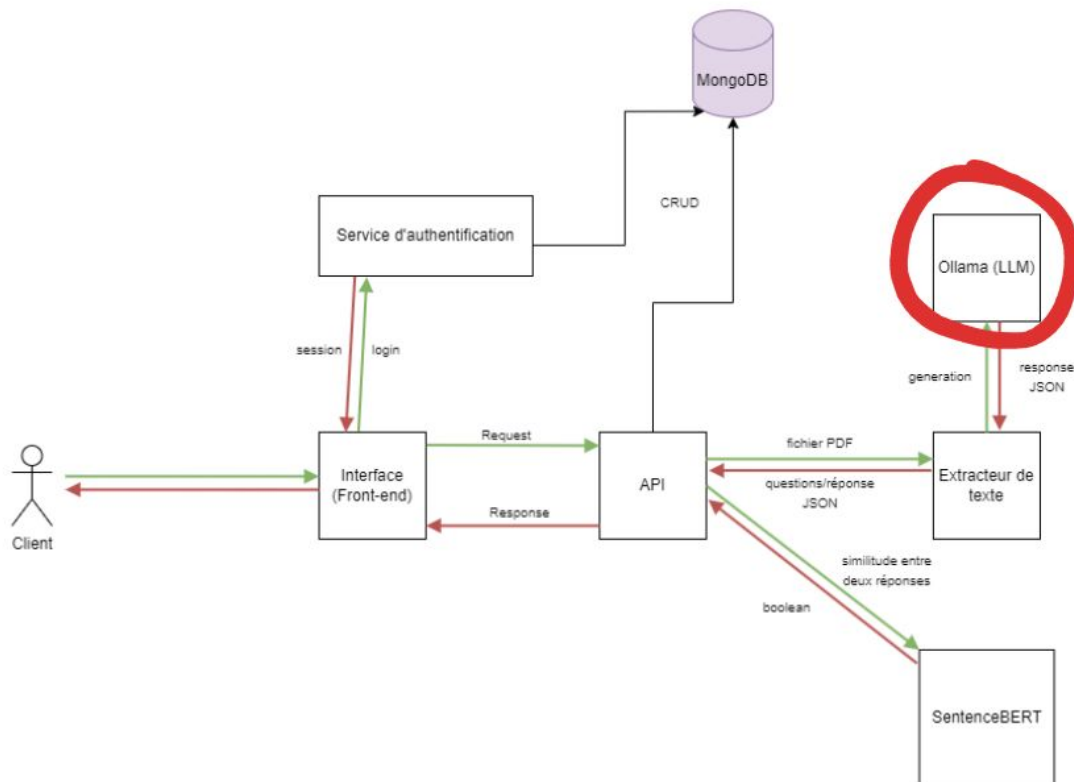 MongoDB
CRUD
Service d'authentification
Ollama (LLM)
session
login
generation
response
JSON
Client
Interface
(Front-end)
Request
Response
API
fichier PDF
questions/réponse
JSON
Extracteur de
texte
similitude entre
deux réponses
boolean
SentenceBERT